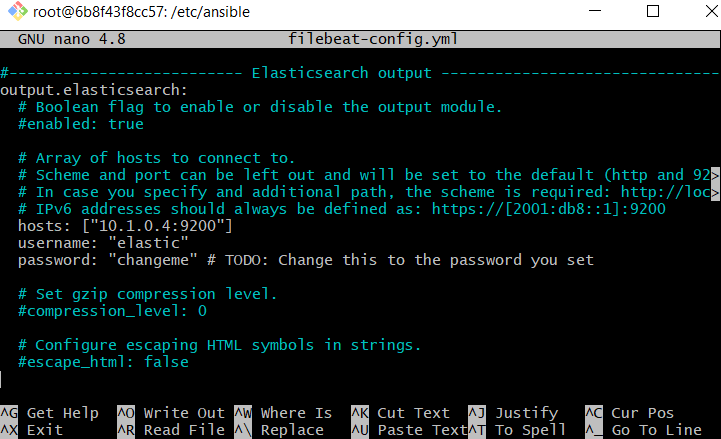 root@6b8f43f8cc57: /etc/ansible
GNU nano 4.8 filebeat-config.yml
#-------------------------- Elasticsearch output -------------------------------
output.elasticsearch:
# Boolean flag to enable or disable the output module.
#enabled: true
# Array of hosts to connect to.
# Scheme and port can be left out and will be set to the default (http and 92>
# In case you specify and additional path, the scheme is required: http://loc>
# IPv6 addresses should always be defined as: https://[2001:db8::1]:9200
hosts: ["10.1.0.4:9200"]
username: "elastic"
password: "changeme" # TODO: Change this to the password you set
# Set gzip compression level.
#compression_level: 0
# Configure escaping HTML symbols in strings.
#escape_html: false
^G Get Help ^O Write Out ^W Where Is ^K Cut Text ^J Justify ^C Cur Pos
^X Exit ^R Read File ^\ Replace ^U Paste Text^T To Spell ^_ Go To Line